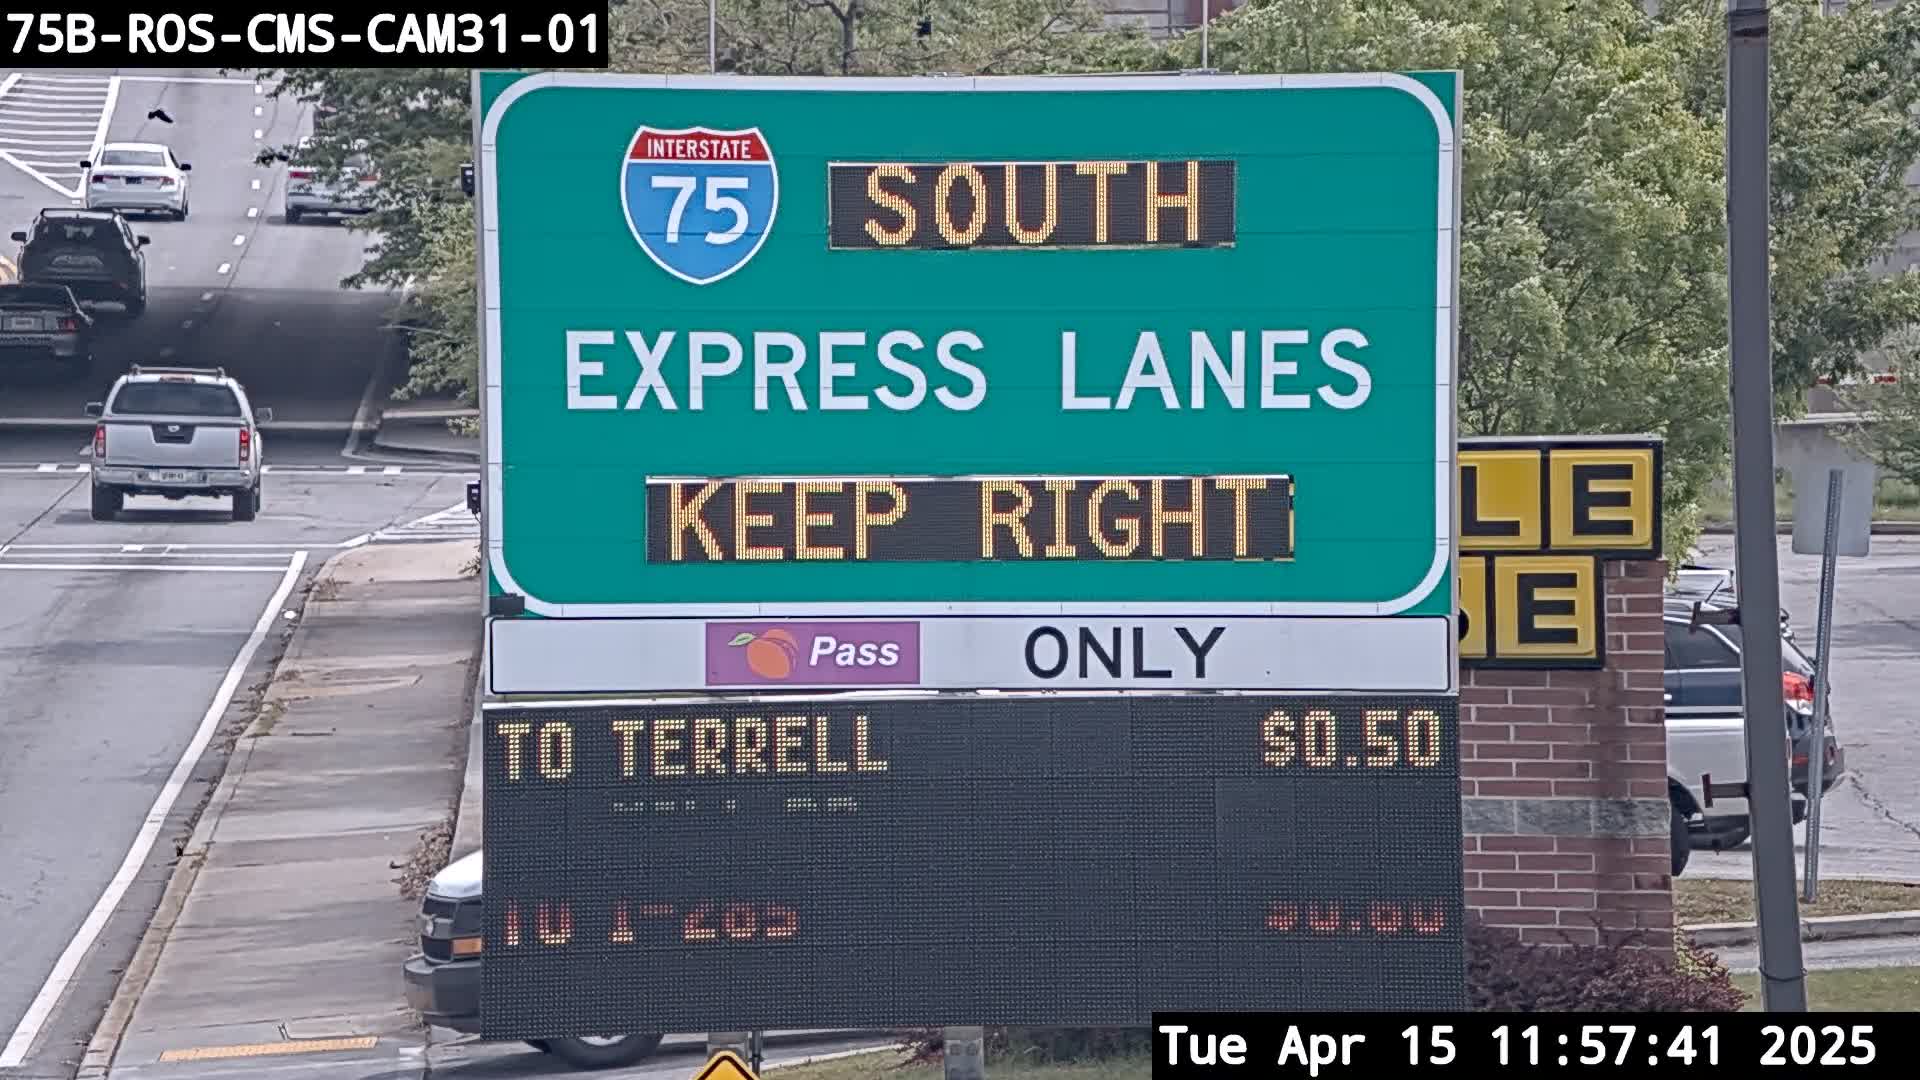 75B-ROS-CMS-CAM31-01
INTERSTATE
75
SOUTH
EXPRESS LANES
KEEP RIGHT
Pass ONLY
TO TERRELL $0.50
LE
E
Tue Apr 15 11:57:41 2025